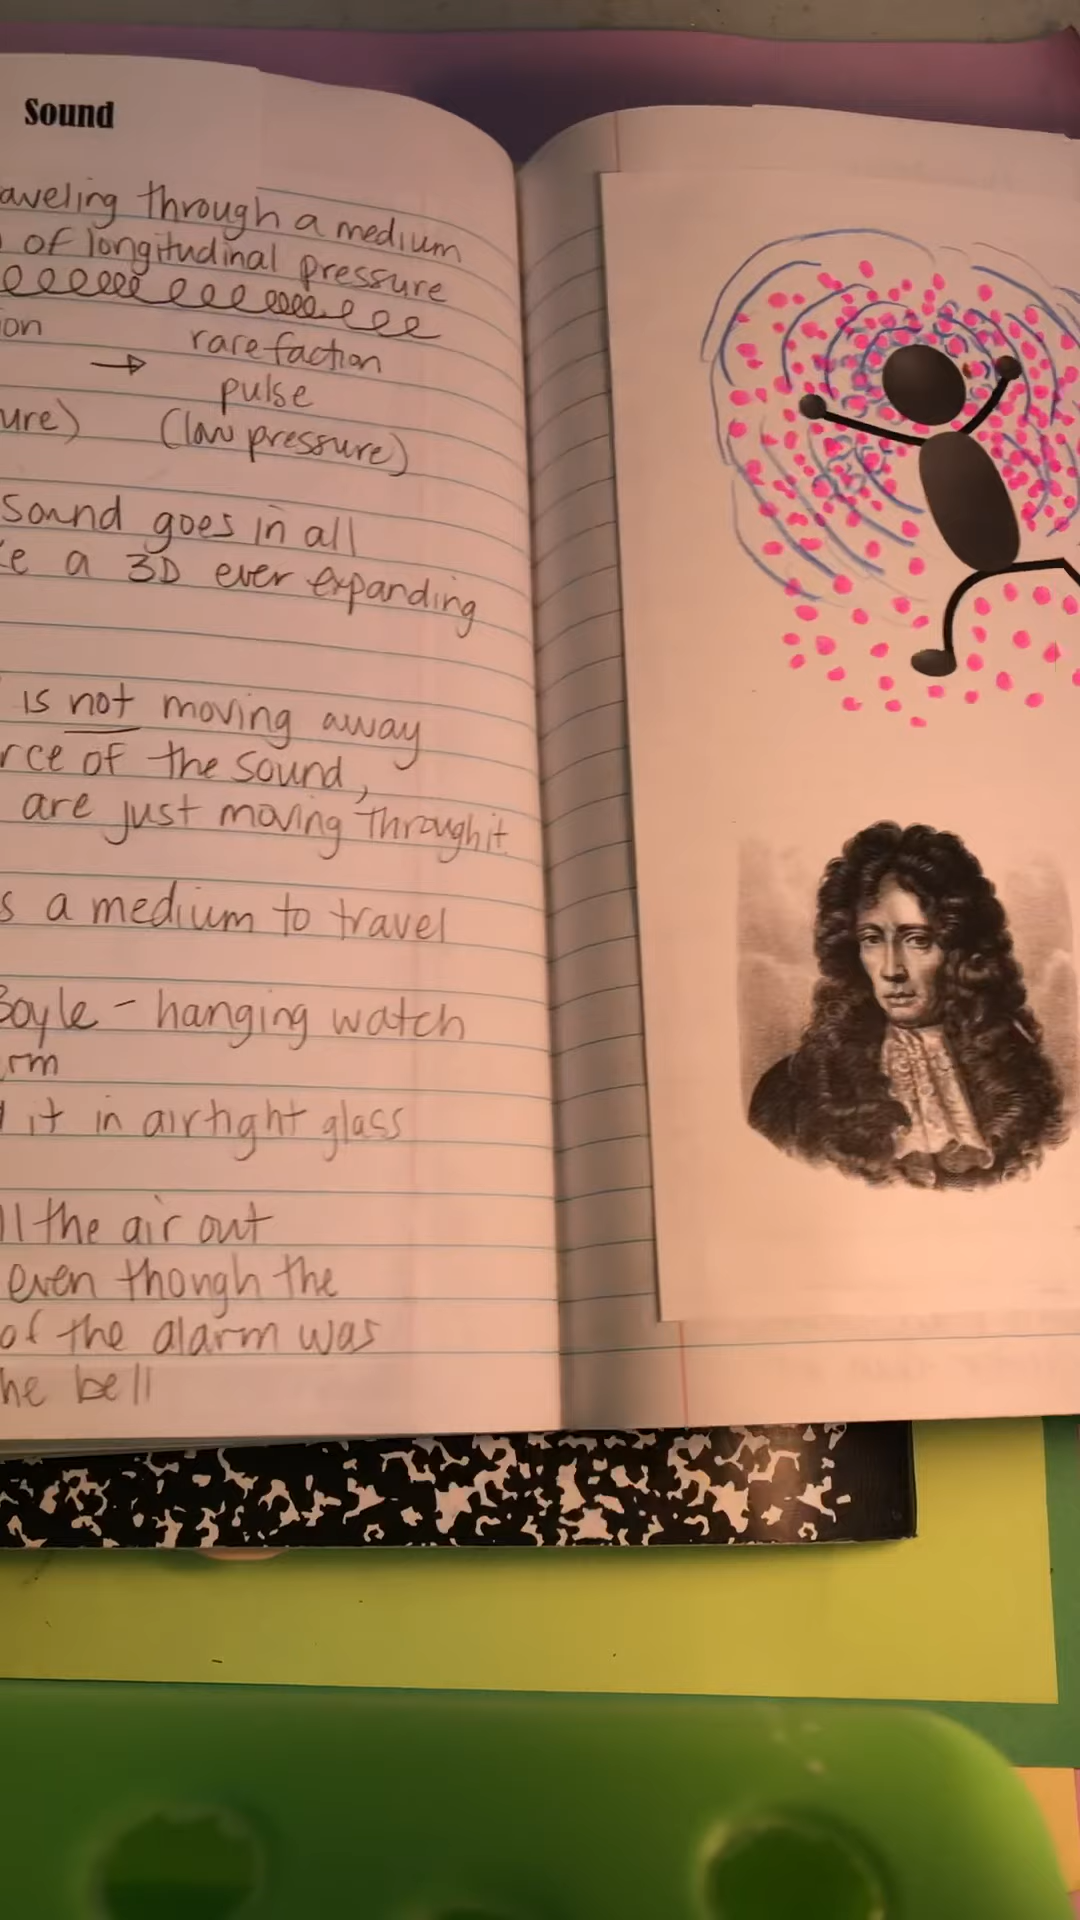 Sound
aveling through a medium
of longitudinal pressure
ion
rarefaction
→
pulse
ure) (low pressure)
sound goes in all
e a 3D ever expanding
is not moving away
rce of the sound,
are just moving through it
s a medium to travel
Boyle - hanging watch
rm
it in airtight glass
ll the air out
even though the
of the alarm was
he bell